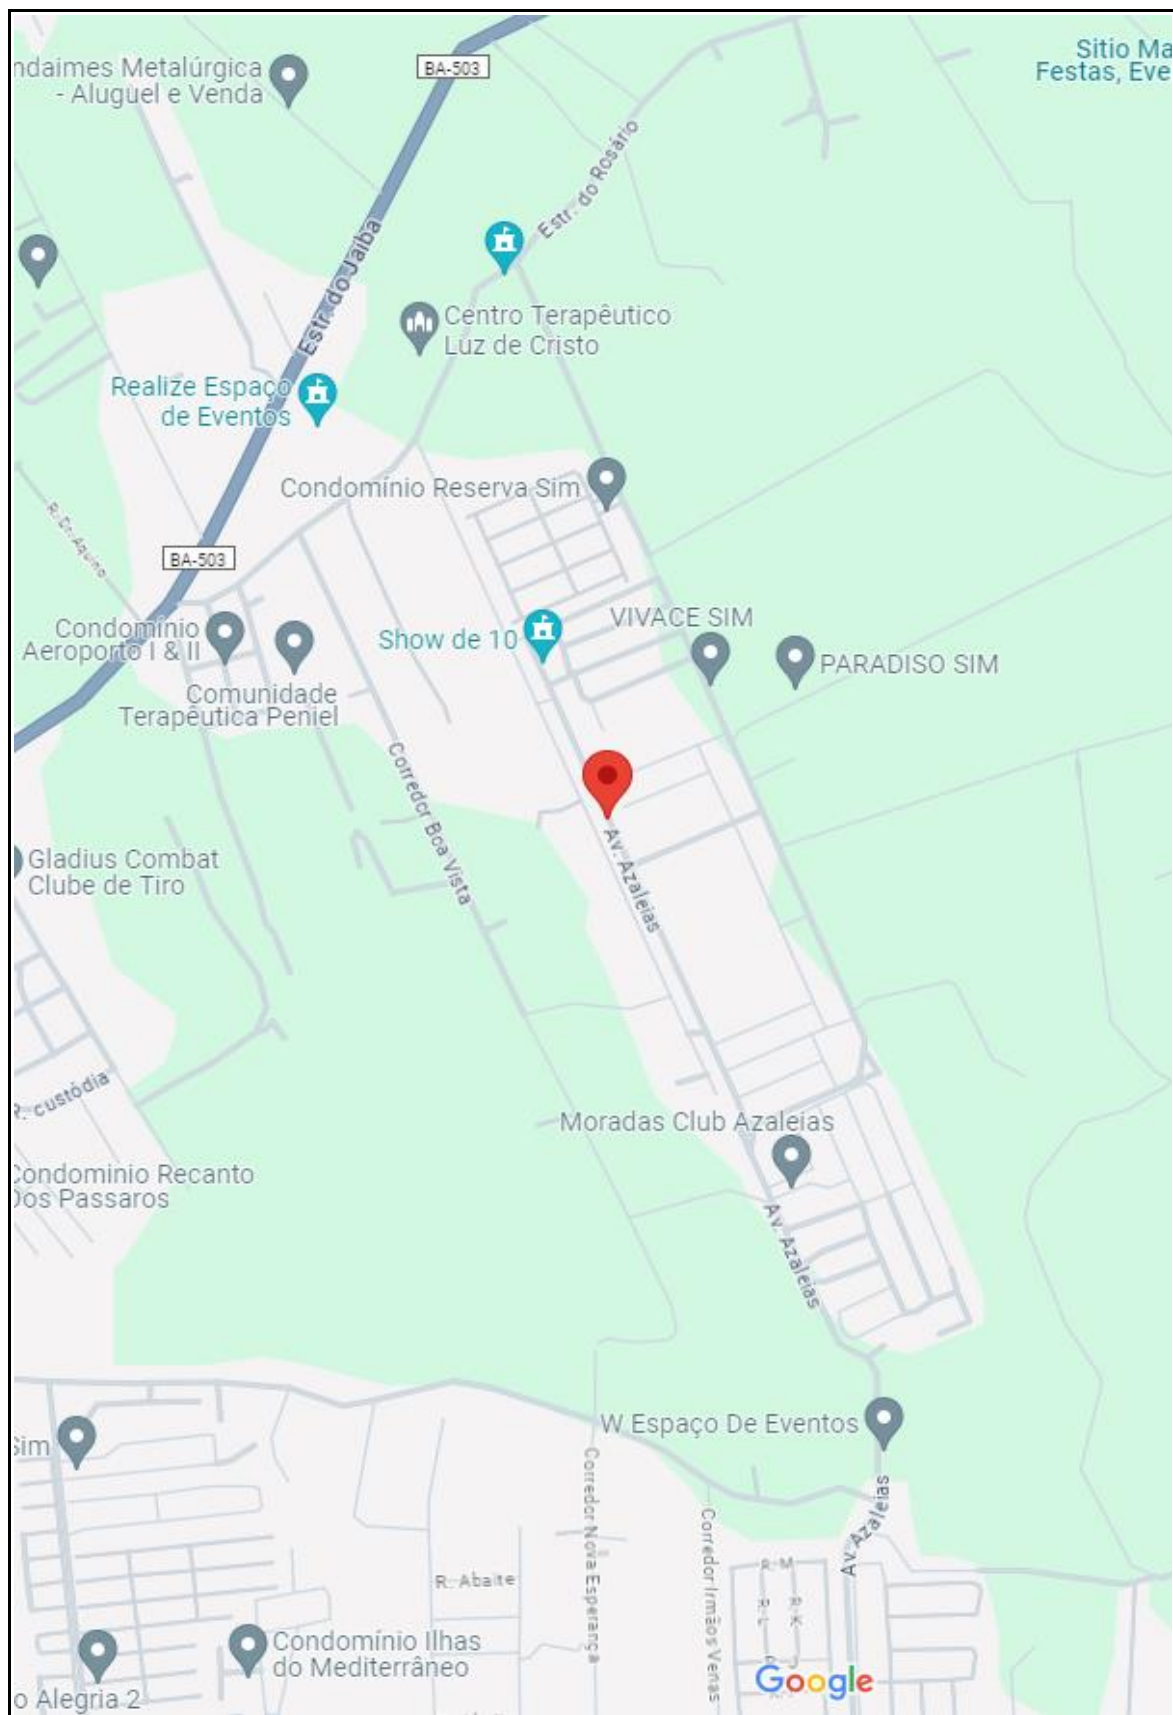 BA-503
Sitio Ma
Festas, Eve
ndaimes Metalúrgica
- Aluguel e Venda
Estr. do Rosário
Estr. do Jaíba
Centro Terapêutico
Luz de Cristo
Realize Espaço
de Eventos
Condomínio Reserva Sim
R. Dr. Aquino
BA-503
VIVACE SIM
Condomínio
Aeroporto I & II
Show de 10
PARADISO SIM
Comunidade
Terapêutica Peniel
Corredor Boa Vista
Av. Azaleias
Gladius Combat
Clube de Tiro
R. custódia
Moradas Club Azaleias
Condominio Recanto
Dos Passaros
Av. Azaleias
W Espaço De Eventos
Sim
Corredor Nova Esperança
Av. Azaleias
Corredor Irmãos Venas
R. M
R. Abaite
R. L
R. K
Condomínio Ilhas
do Mediterrâneo
Google
o Alegria 2